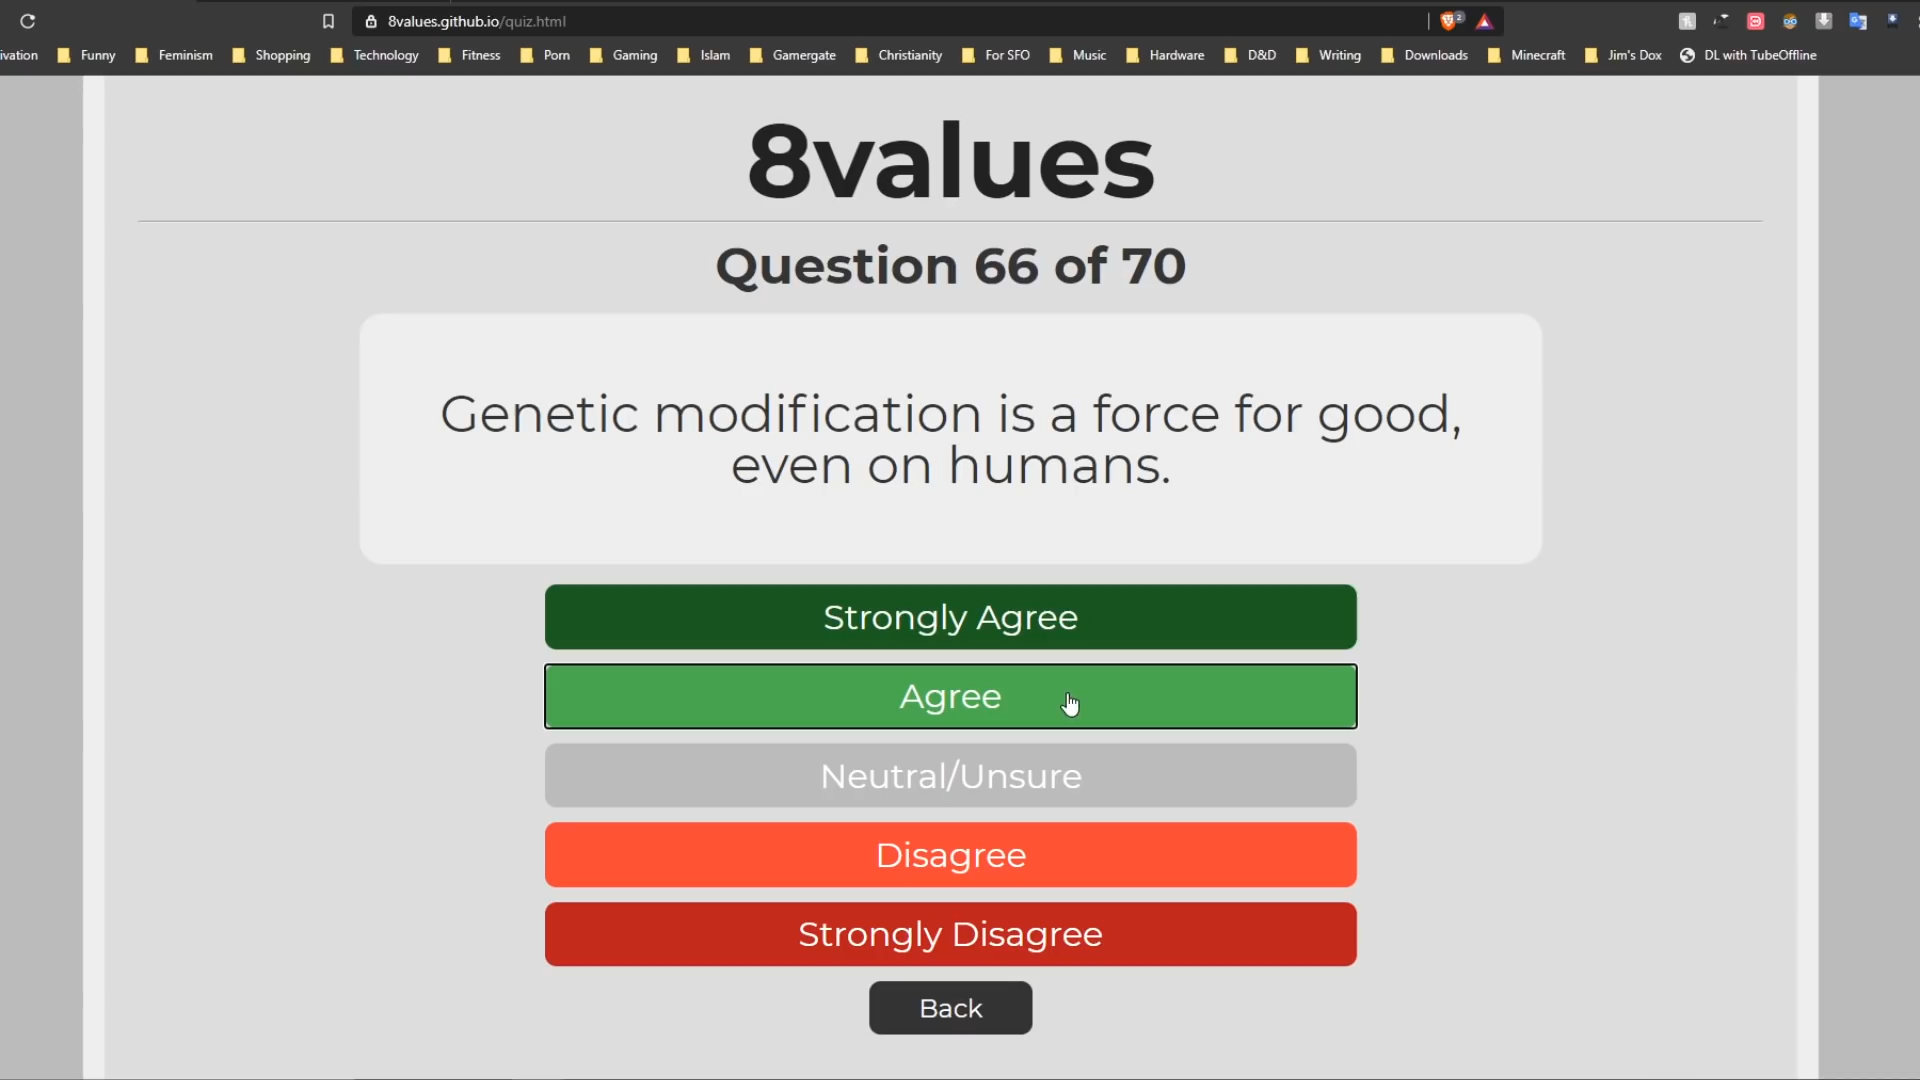 8values.github.io/quiz.html
2
ivation Funny Feminism Shopping Technology Fitness Porn Gaming Islam Gamergate Christianity For SFO Music Hardware D&D Writing Downloads Minecraft Jim's Dox DL with TubeOffline
8values
Question 66 of 70
Genetic modification is a force for good,
even on humans.
Strongly Agree
Agree
Neutral/Unsure
Disagree
Strongly Disagree
Back